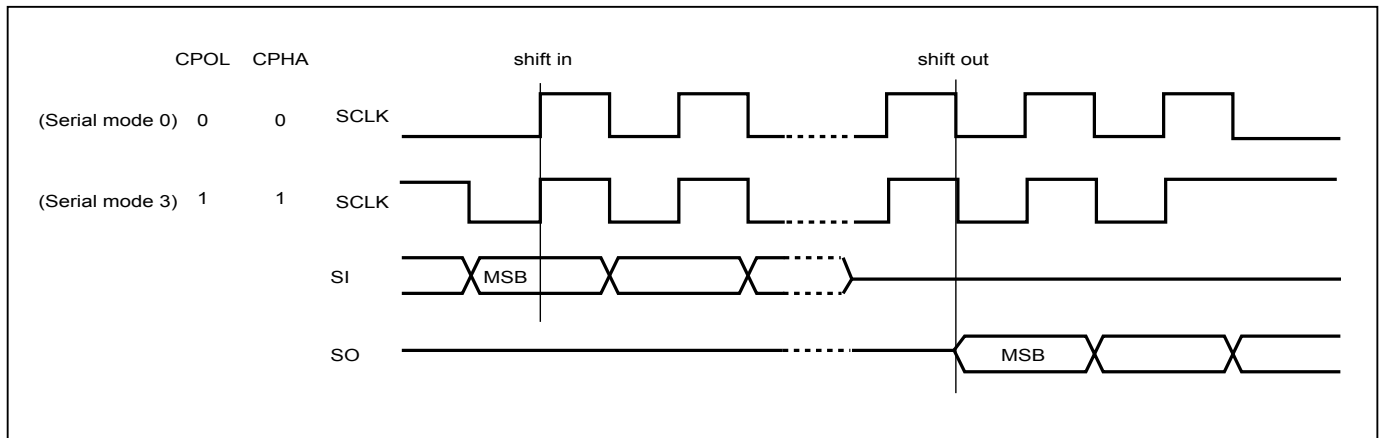 CPOL CPHA shift in shift out
(Serial mode 0) 0 0 SCLK
(Serial mode 3) 1 1 SCLK
SI MSB
SO MSB